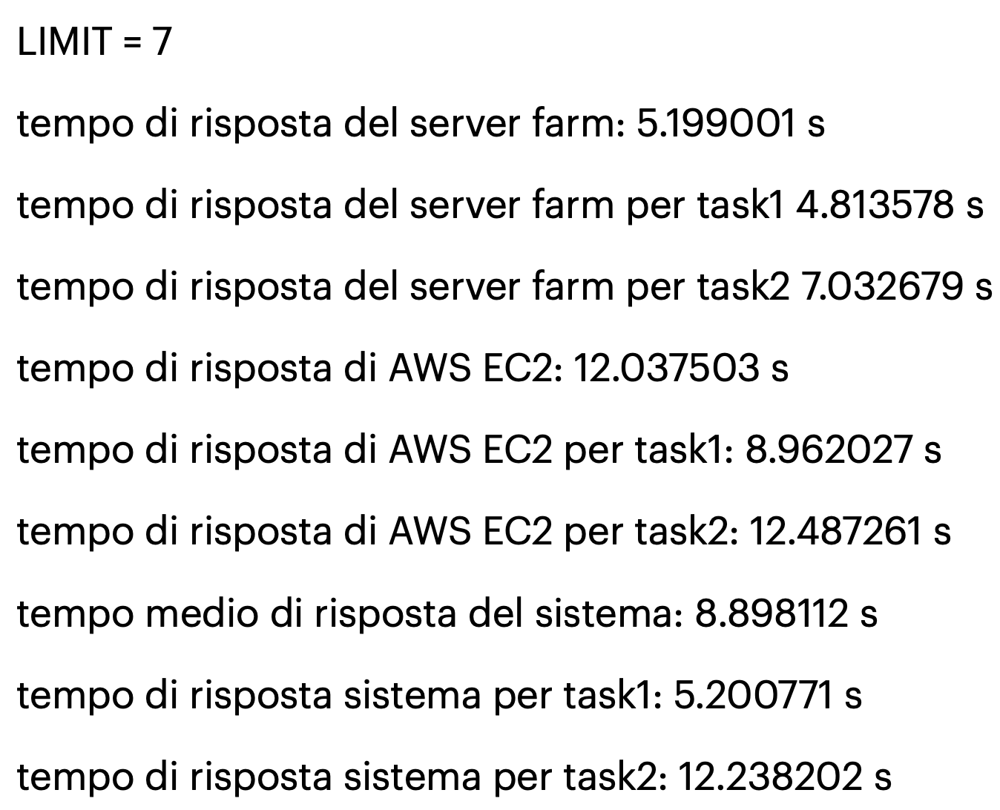 LIMIT = 7
tempo di risposta del server farm: 5.199001 s
tempo di risposta del server farm per task1 4.813578 s
tempo di risposta del server farm per task2 7.032679 s
tempo di risposta di AWS EC2: 12.037503 s
tempo di risposta di AWS EC2 per task1: 8.962027 s
tempo di risposta di AWS EC2 per task2: 12.487261 s
tempo medio di risposta del sistema: 8.898112 s
tempo di risposta sistema per task1: 5.200771 s
tempo di risposta sistema per task2: 12.238202 s